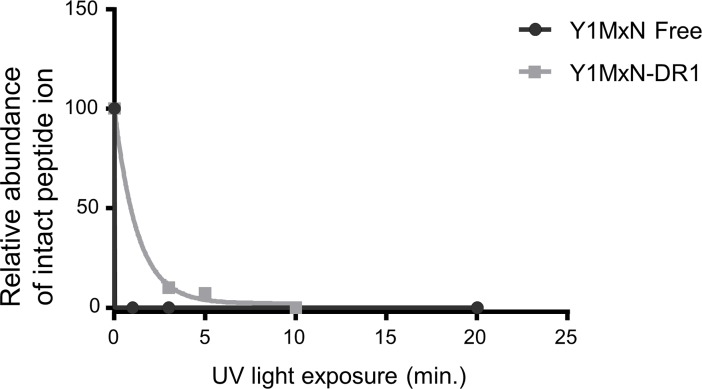 150
100
50
0
0
5
10
15
20
25
Relative abundance
of intact peptide ion
UV light exposure (min.)
Y1MxN Free
Y1MxN-DR1